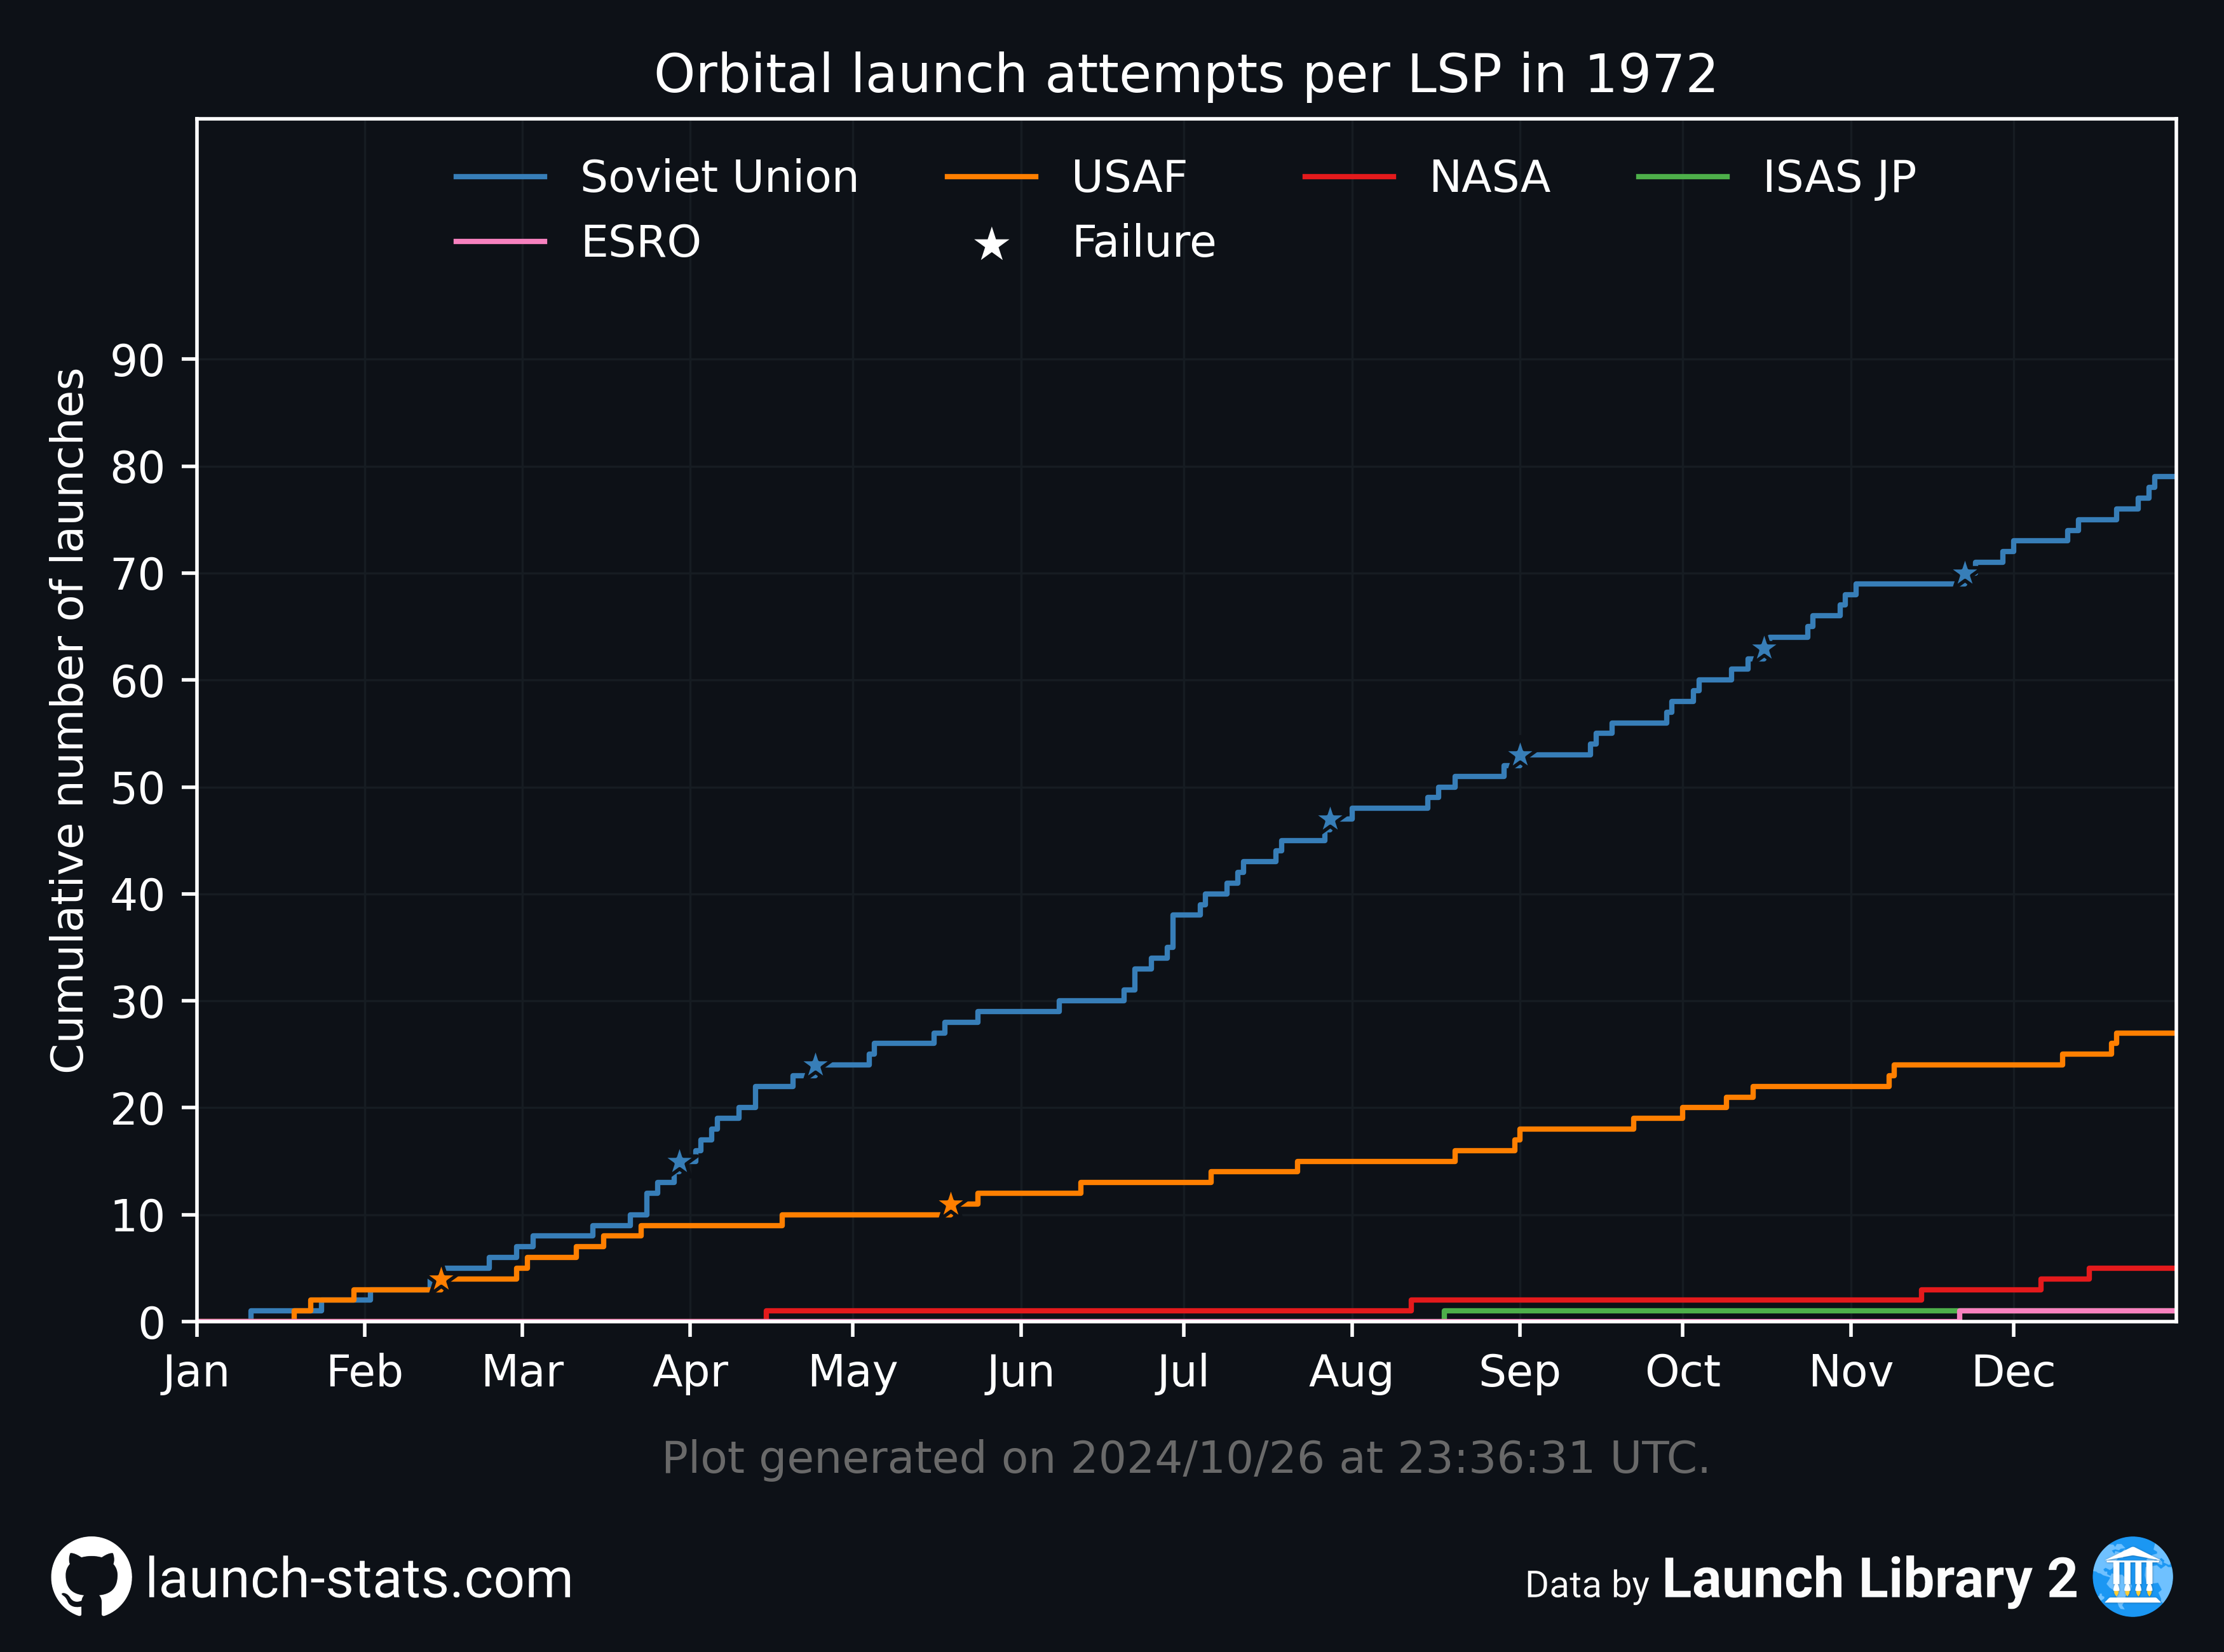 Orbital launch attempts per LSP in 1972
Soviet Union USAF NASA ISAS JP
ESRO Failure
Cumulative number of launches
90
80
70
60
50
40
30
20
10
0
Jan Feb Mar Apr May Jun Jul Aug Sep Oct Nov Dec
Plot generated on 2024/10/26 at 23:36:31 UTC.
launch-stats.com
Data by Launch Library 2